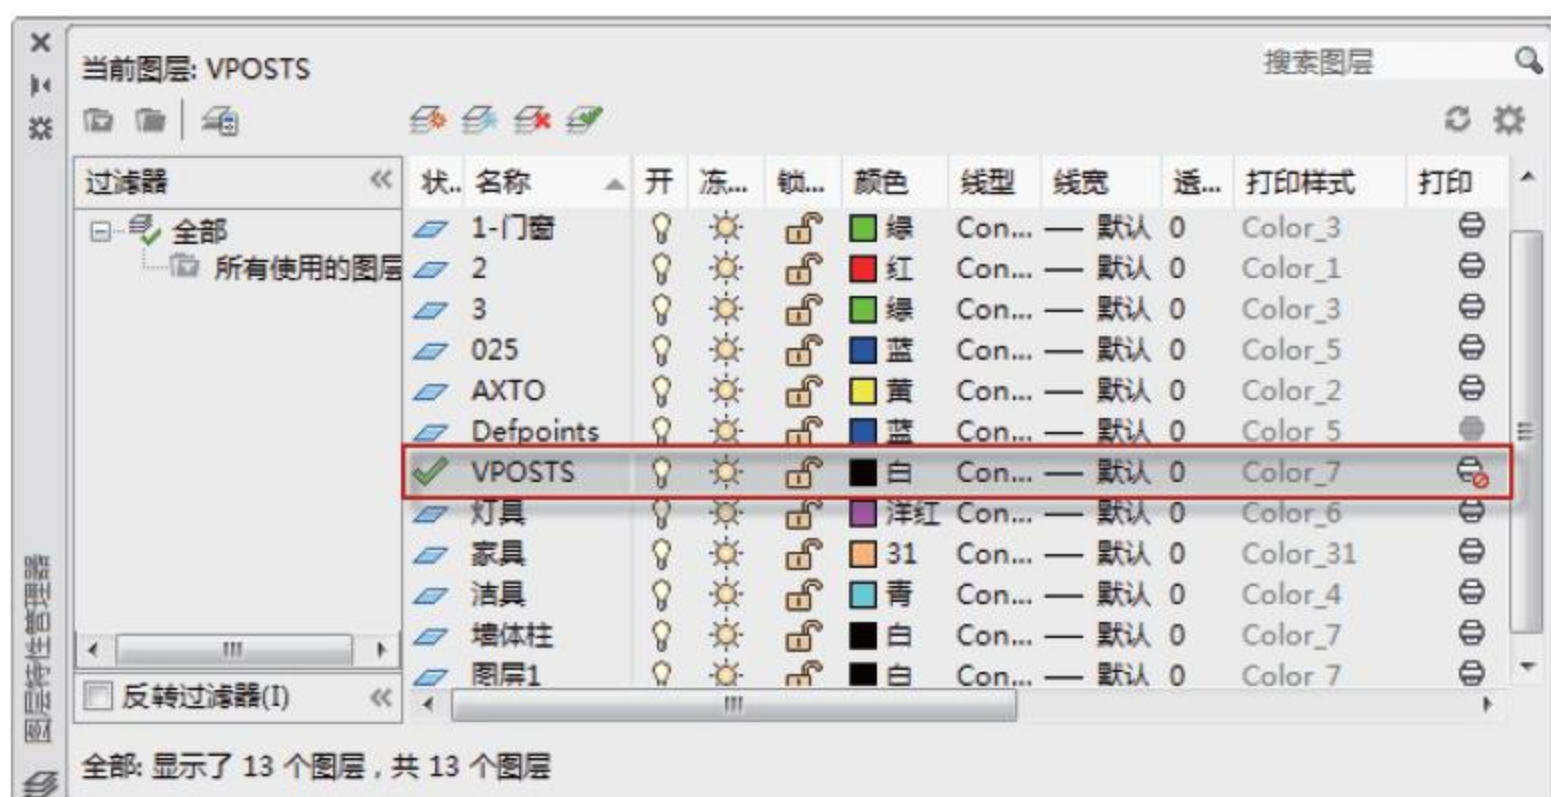 当前图层: VPOSTS
搜索图层
过滤器
全部
所有使用的图层
反转过滤器(I)
状.. 名称 开 冻... 锁... 颜色 线型 线宽 透... 打印样式 打印
1-门窗 绿 Con... 默认 0 Color_3
2 红 Con... 默认 0 Color_1
3 绿 Con... 默认 0 Color_3
025 蓝 Con... 默认 0 Color_5
AXTO 黄 Con... 默认 0 Color_2
Defpoints 蓝 Con... 默认 0 Color_5
VPOSTS 白 Con... 默认 0 Color_7
灯具 洋红 Con... 默认 0 Color_6
家具 31 Con... 默认 0 Color_31
洁具 青 Con... 默认 0 Color_4
墙体柱 白 Con... 默认 0 Color_7
图层1 白 Con... 默认 0 Color_7
图层特性管理器
全部: 显示了 13 个图层，共 13 个图层